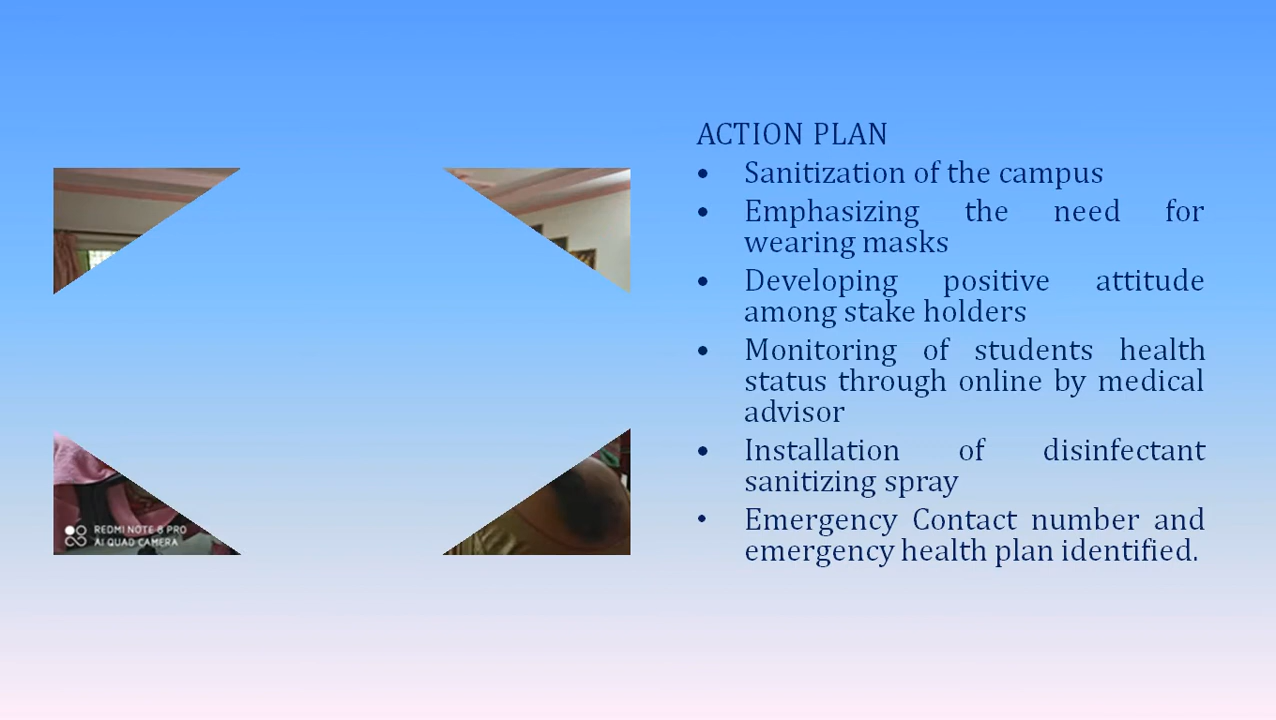 ACTION PLAN
• Sanitization of the campus
• Emphasizing the need for
wearing masks
• Developing positive attitude
among stake holders
• Monitoring of students health
status through online by medical
advisor
• Installation of disinfectant
sanitizing spray
• Emergency Contact number and
emergency health plan identified.
REDMI NOTE 8 PRO
AI QUAD CAMERA